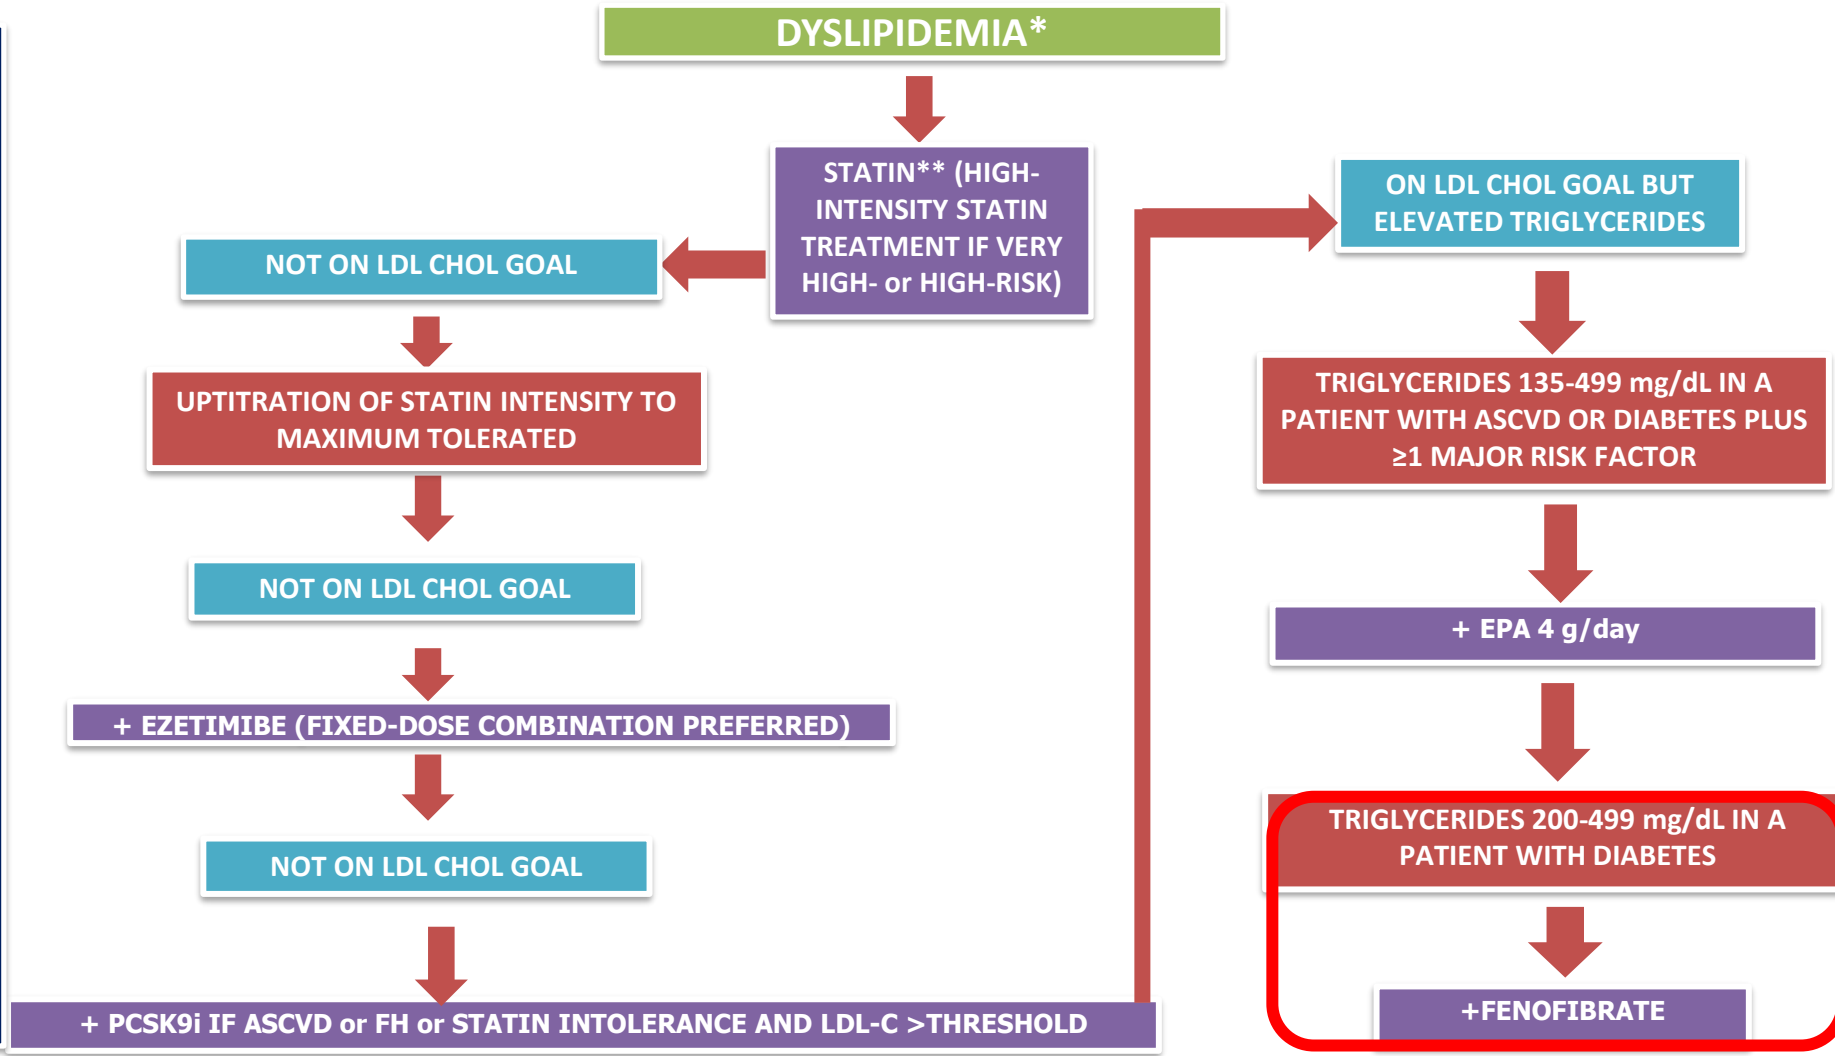 DYSLIPIDEMIA*
STATIN** (HIGH-
INTENSITY STATIN
TREATMENT IF VERY
HIGH- or HIGH-RISK)
NOT ON LDL CHOL GOAL
UPTITRATION OF STATIN INTENSITY TO
MAXIMUM TOLERATED
NOT ON LDL CHOL GOAL
+ EZETIMIBE (FIXED-DOSE COMBINATION PREFERRED)
NOT ON LDL CHOL GOAL
+ PCSK9i IF ASCVD or FH or STATIN INTOLERANCE AND LDL-C >THRESHOLD
ON LDL CHOL GOAL BUT
ELEVATED TRIGLYCERIDES
TRIGLYCERIDES 135-499 mg/dL IN A
PATIENT WITH ASCVD OR DIABETES PLUS
≥1 MAJOR RISK FACTOR
+ EPA 4 g/day
TRIGLYCERIDES 200-499 mg/dL IN A
PATIENT WITH DIABETES
+FENOFIBRATE